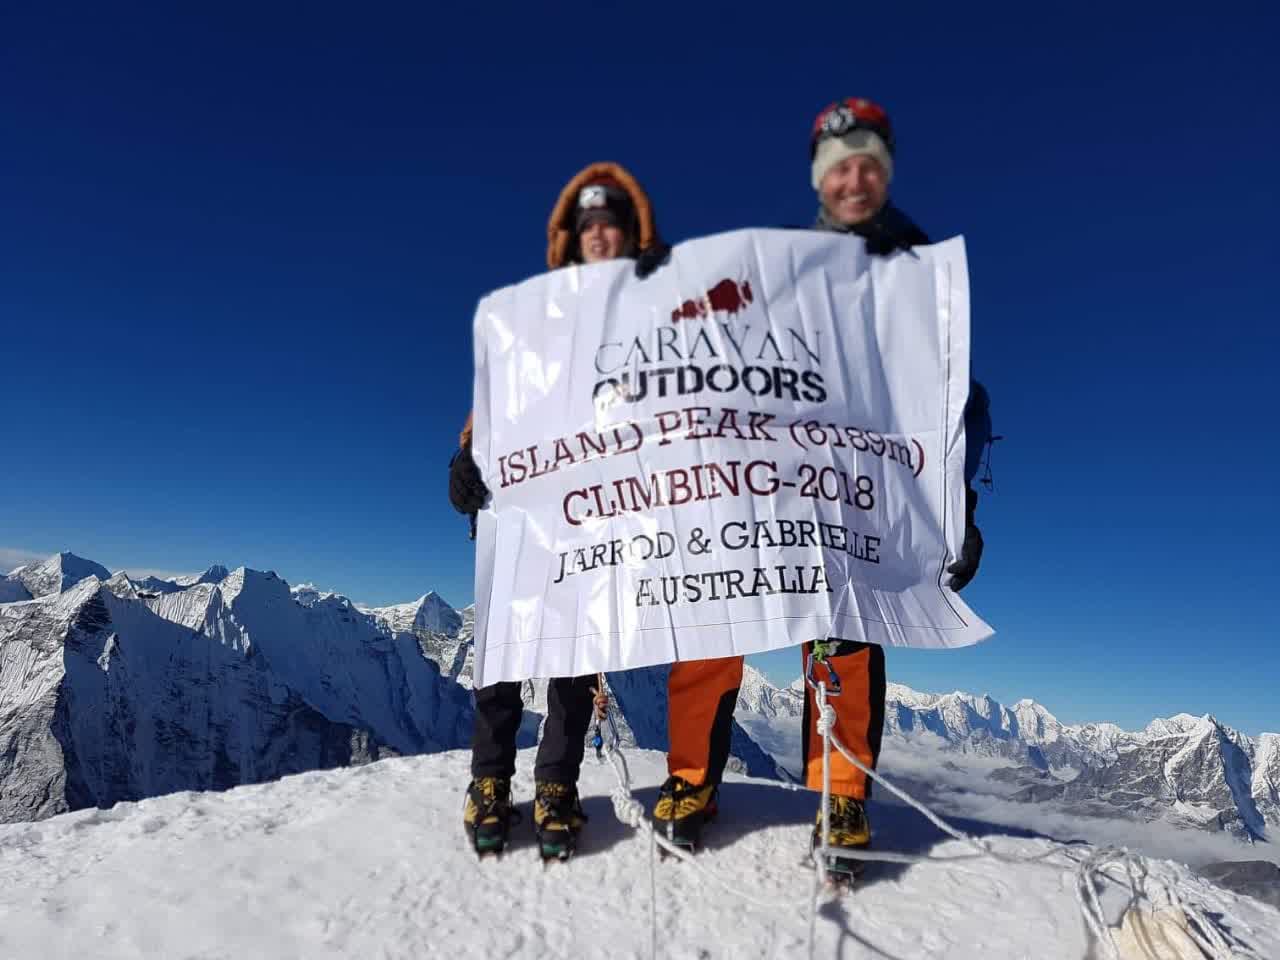 CARAVAN
OUTDOORS
ISLAND PEAK (6189m)
CLIMBING-2018
JARROD & GABRIELLE
AUSTRALIA